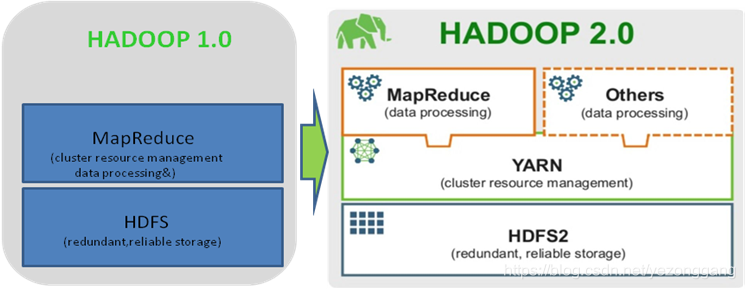 HADOOP 1.0
MapReduce
(cluster resource management
data processing&)
HDFS
(redundant,reliable storage)
HADOOP 2.0
MapReduce
(data processing)
Others
(data processing)
YARN
(cluster resource management)
HDFS2
(redundant, reliable storage)
https://blog.csdn.net/yezonggang